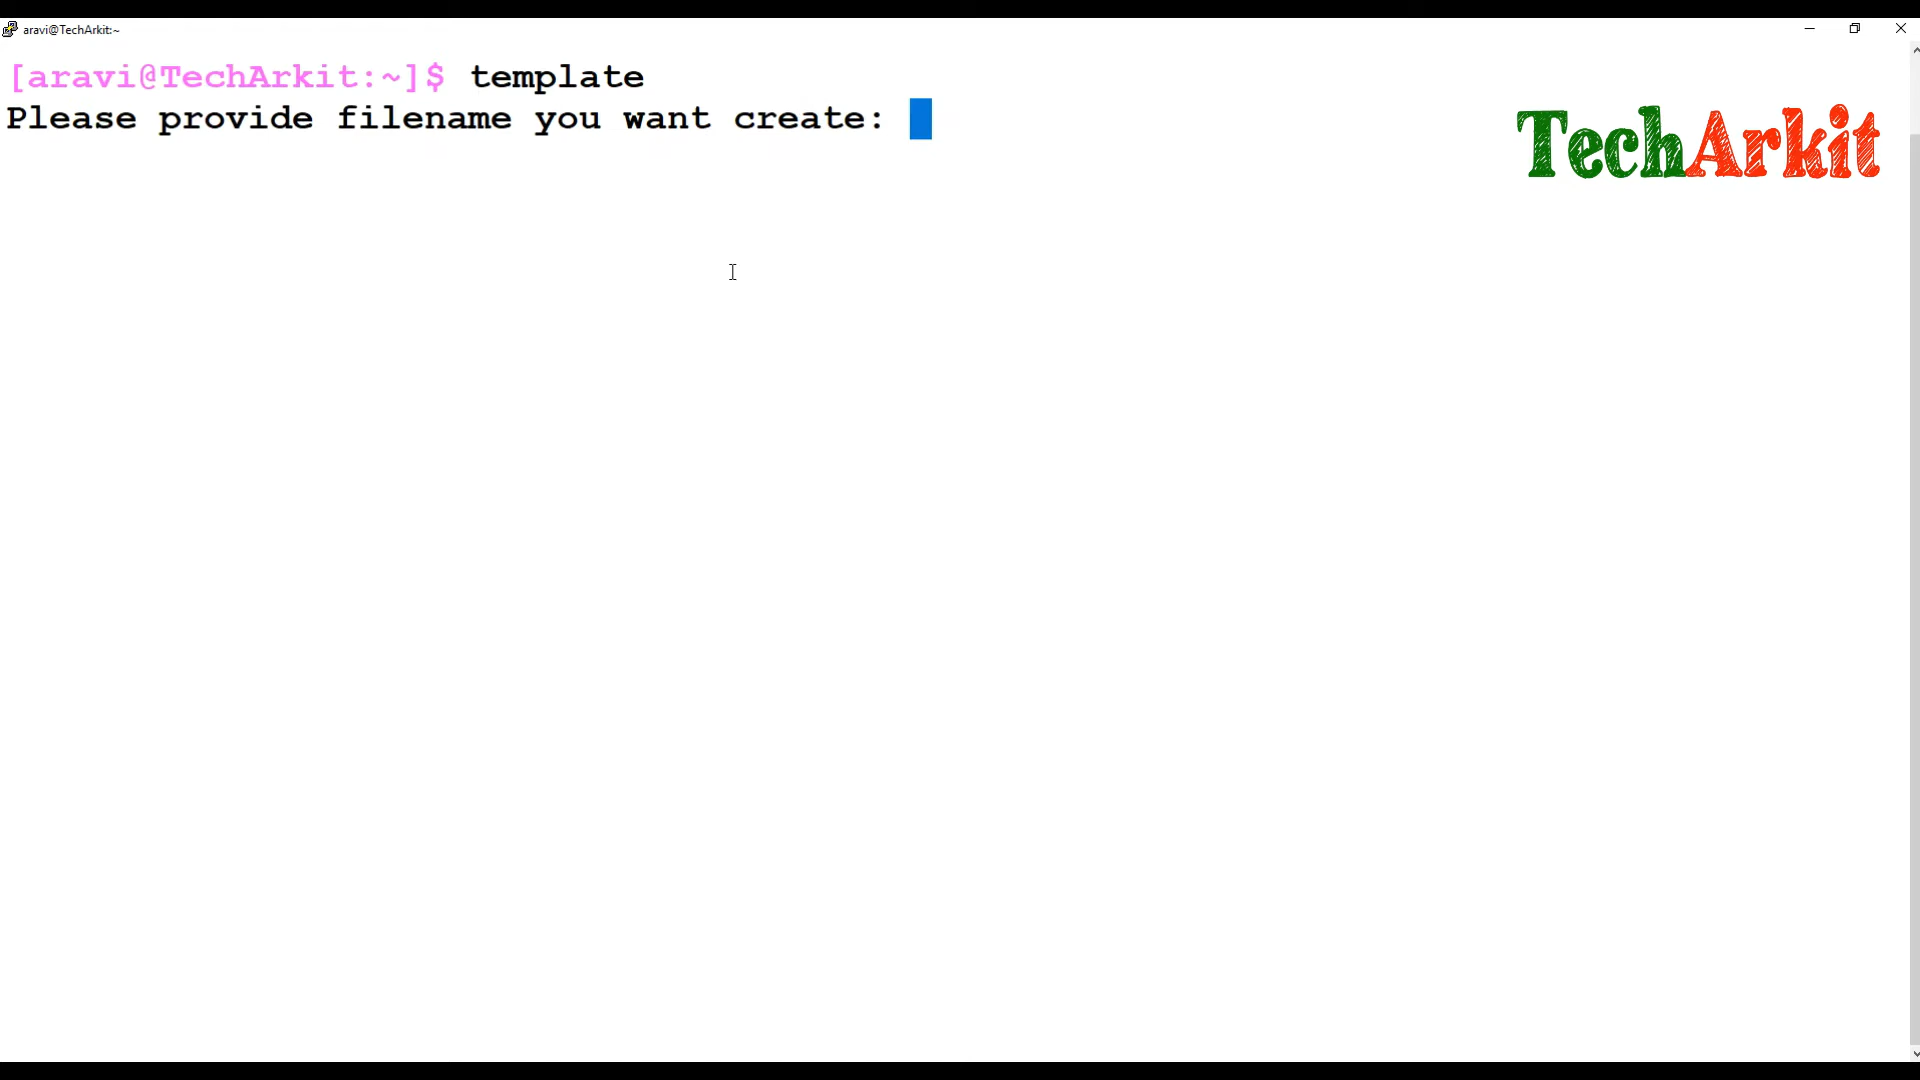 aravi@TechArkit:~
[aravi@TechArkit:~]$ template
Please provide filename you want create:
TechArkit